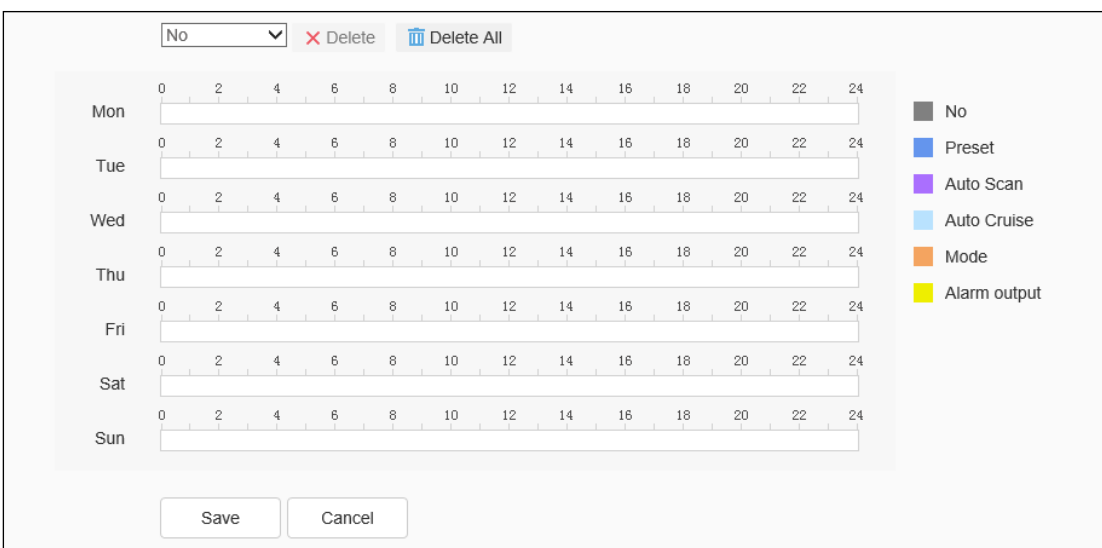 No Delete Delete All
0 2 4 6 8 10 12 14 16 18 20 22 24
Mon
0 2 4 6 8 10 12 14 16 18 20 22 24
Tue
0 2 4 6 8 10 12 14 16 18 20 22 24
Wed
0 2 4 6 8 10 12 14 16 18 20 22 24
Thu
0 2 4 6 8 10 12 14 16 18 20 22 24
Fri
0 2 4 6 8 10 12 14 16 18 20 22 24
Sat
0 2 4 6 8 10 12 14 16 18 20 22 24
Sun
No
Preset
Auto Scan
Auto Cruise
Mode
Alarm output
Save Cancel